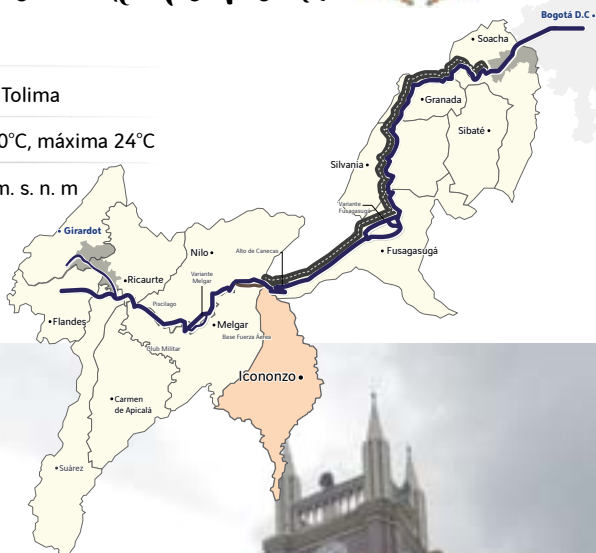 Bogotá D.C •
• Soacha
Tolima
• Granada
0°C, máxima 24°C
Sibaté •
Silvania •
m. s. n. m
Variante
Fusagasugá
• Girardot
Nilo •
Alto de Canecas
• Fusagasugá
Variante
Melgar
• Ricaurte
Piscilago
• Flandes
• Melgar
Base Fuerza Aérea
Club Militar
Icononzo •
• Carmen
de Apicalá
• Suárez